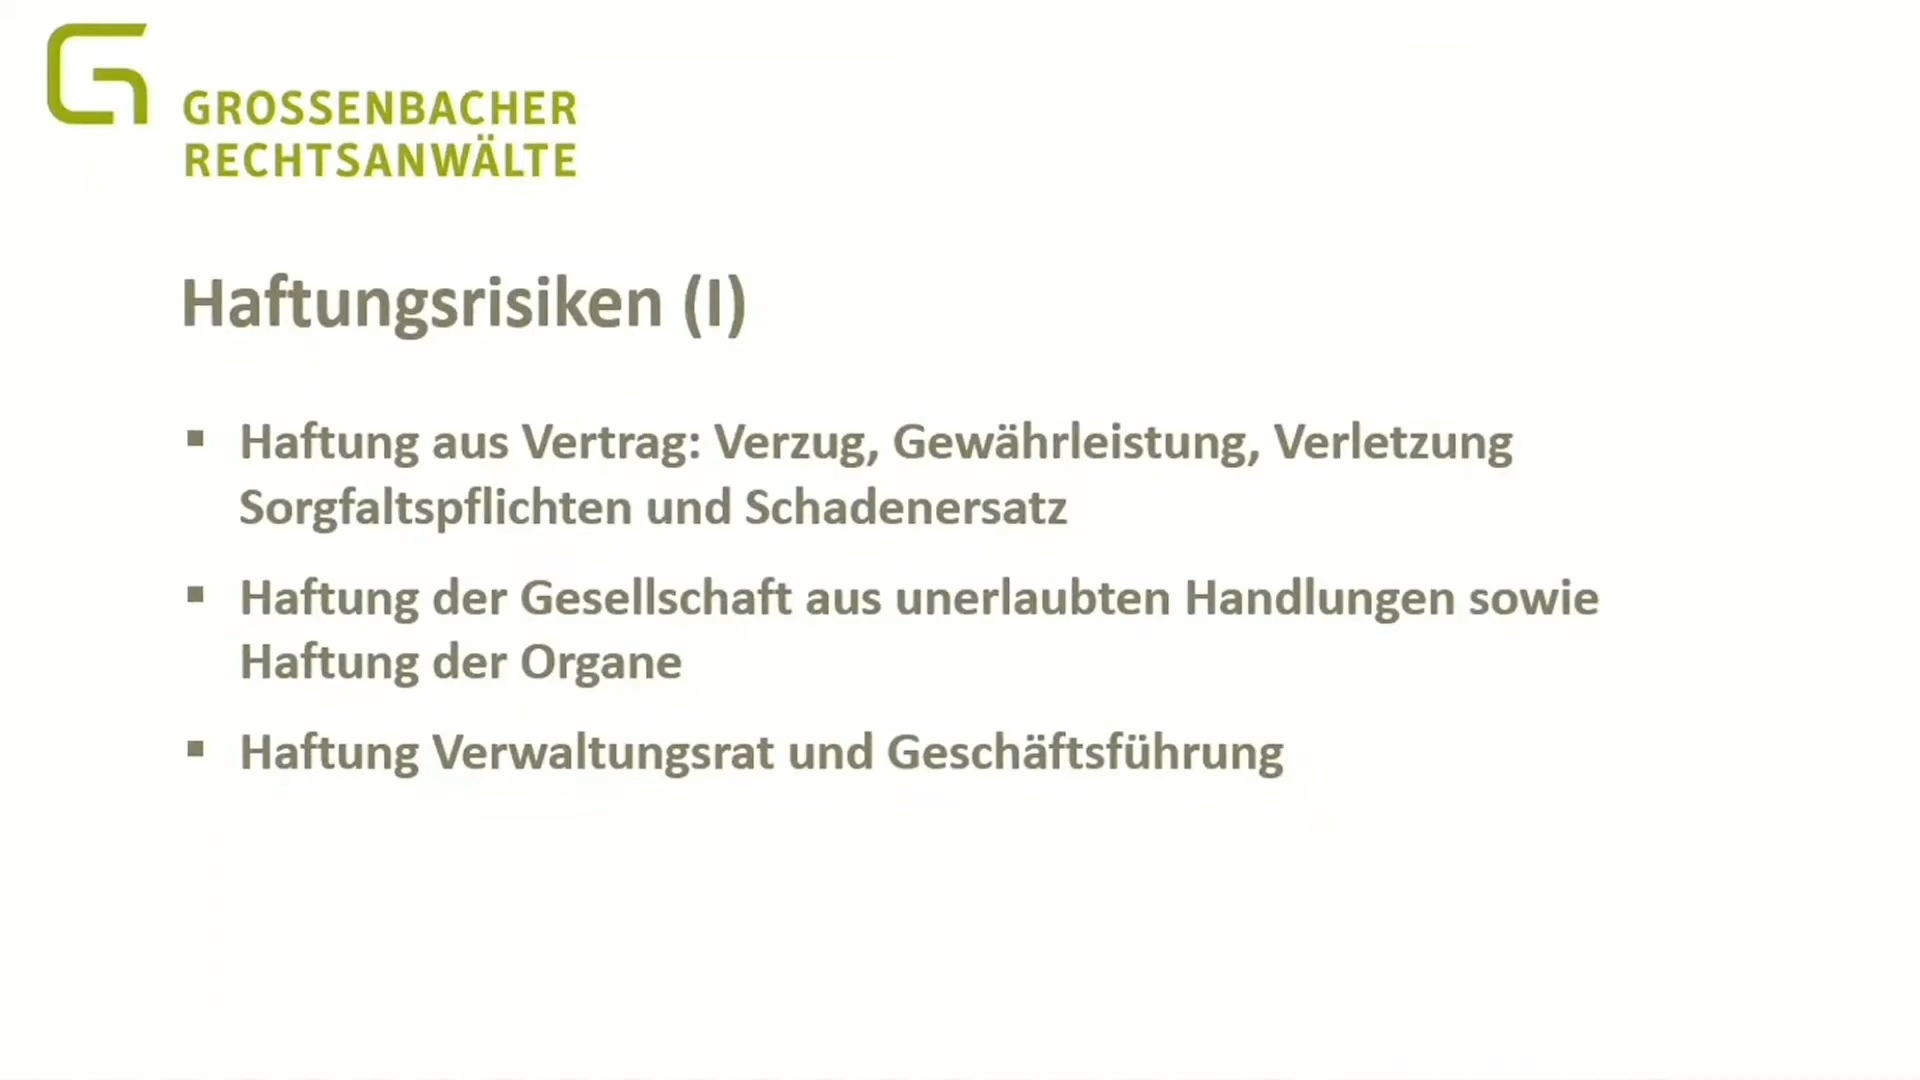 GROSSENBACHER
RECHTSANWÄLTE
Haftungsrisiken (I)
▪ Haftung aus Vertrag: Verzug, Gewährleistung, Verletzung
Sorgfaltspflichten und Schadenersatz
▪ Haftung der Gesellschaft aus unerlaubten Handlungen sowie
Haftung der Organe
▪ Haftung Verwaltungsrat und Geschäftsführung